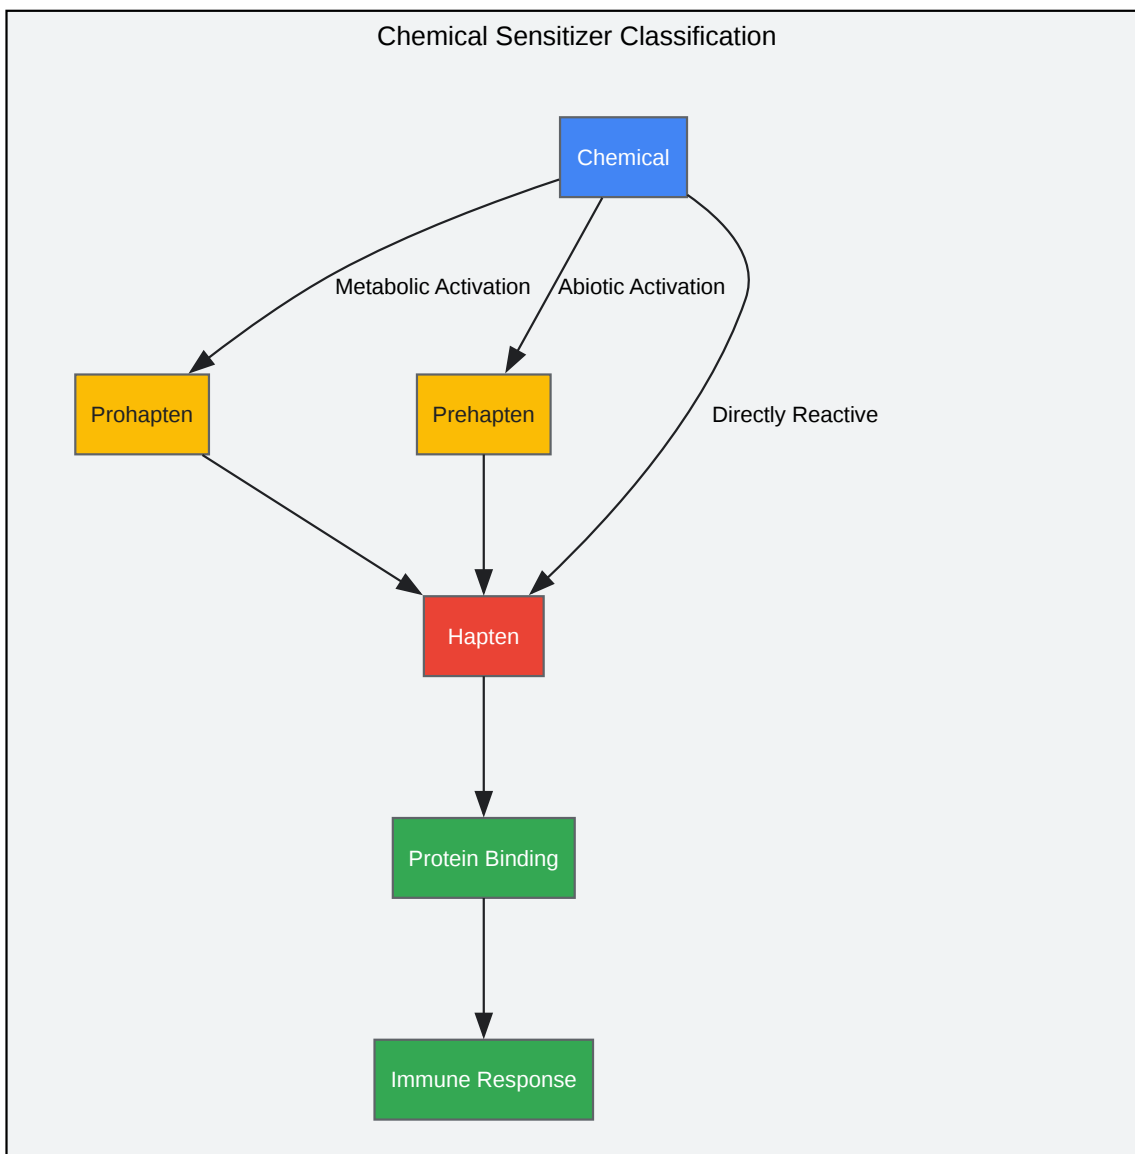 Chemical Sensitizer Classification
Chemical
Metabolic Activation
Abiotic Activation
Prohapten
Prehapten
Directly Reactive
Hapten
Protein Binding
Immune Response